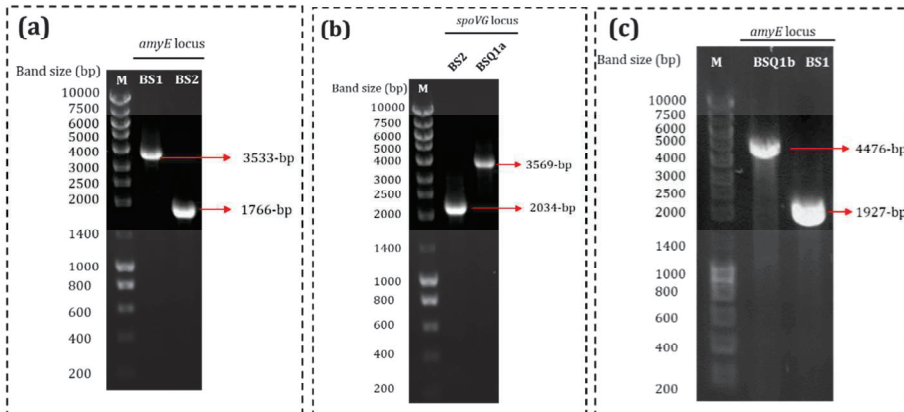 (a)
amyE locus
Band size (bp)
M BS1 BS2
10000
7500
6000
5000
4000
3000
2500
2000
1400
1000
800
600
400
200
3533-bp
1766-bp
(b)
spoVG locus
BS2 BSQ1a
Band size (bp)
M
10000
7500
6000
5000
4000
3000
2500
2000
1400
1000
800
600
400
200
3569-bp
2034-bp
(c)
amyE locus
Band size (bp)
M BSQ1b BS1
10000
7500
6000
5000
4000
3000
2500
2000
1400
1000
800
600
400
200
4476-bp
1927-bp